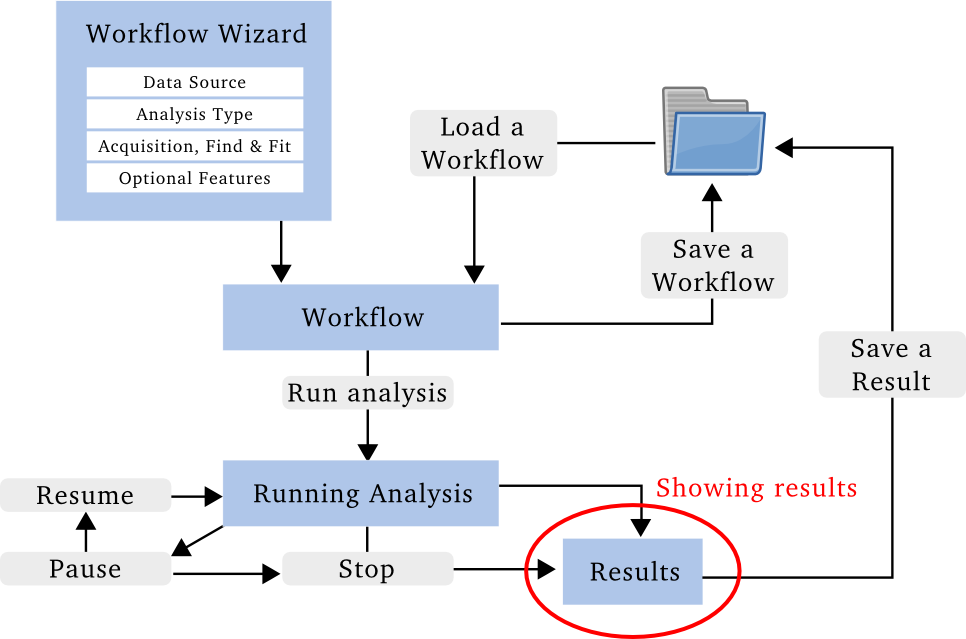 Workflow Wizard
Data Source
Analysis Type
Acquisition, Find & Fit
Optional Features
Load a
Workflow
Save a
Workflow
Workflow
Save a
Result
Run analysis
Resume
Running Analysis
Showing results
Pause
Stop
Results